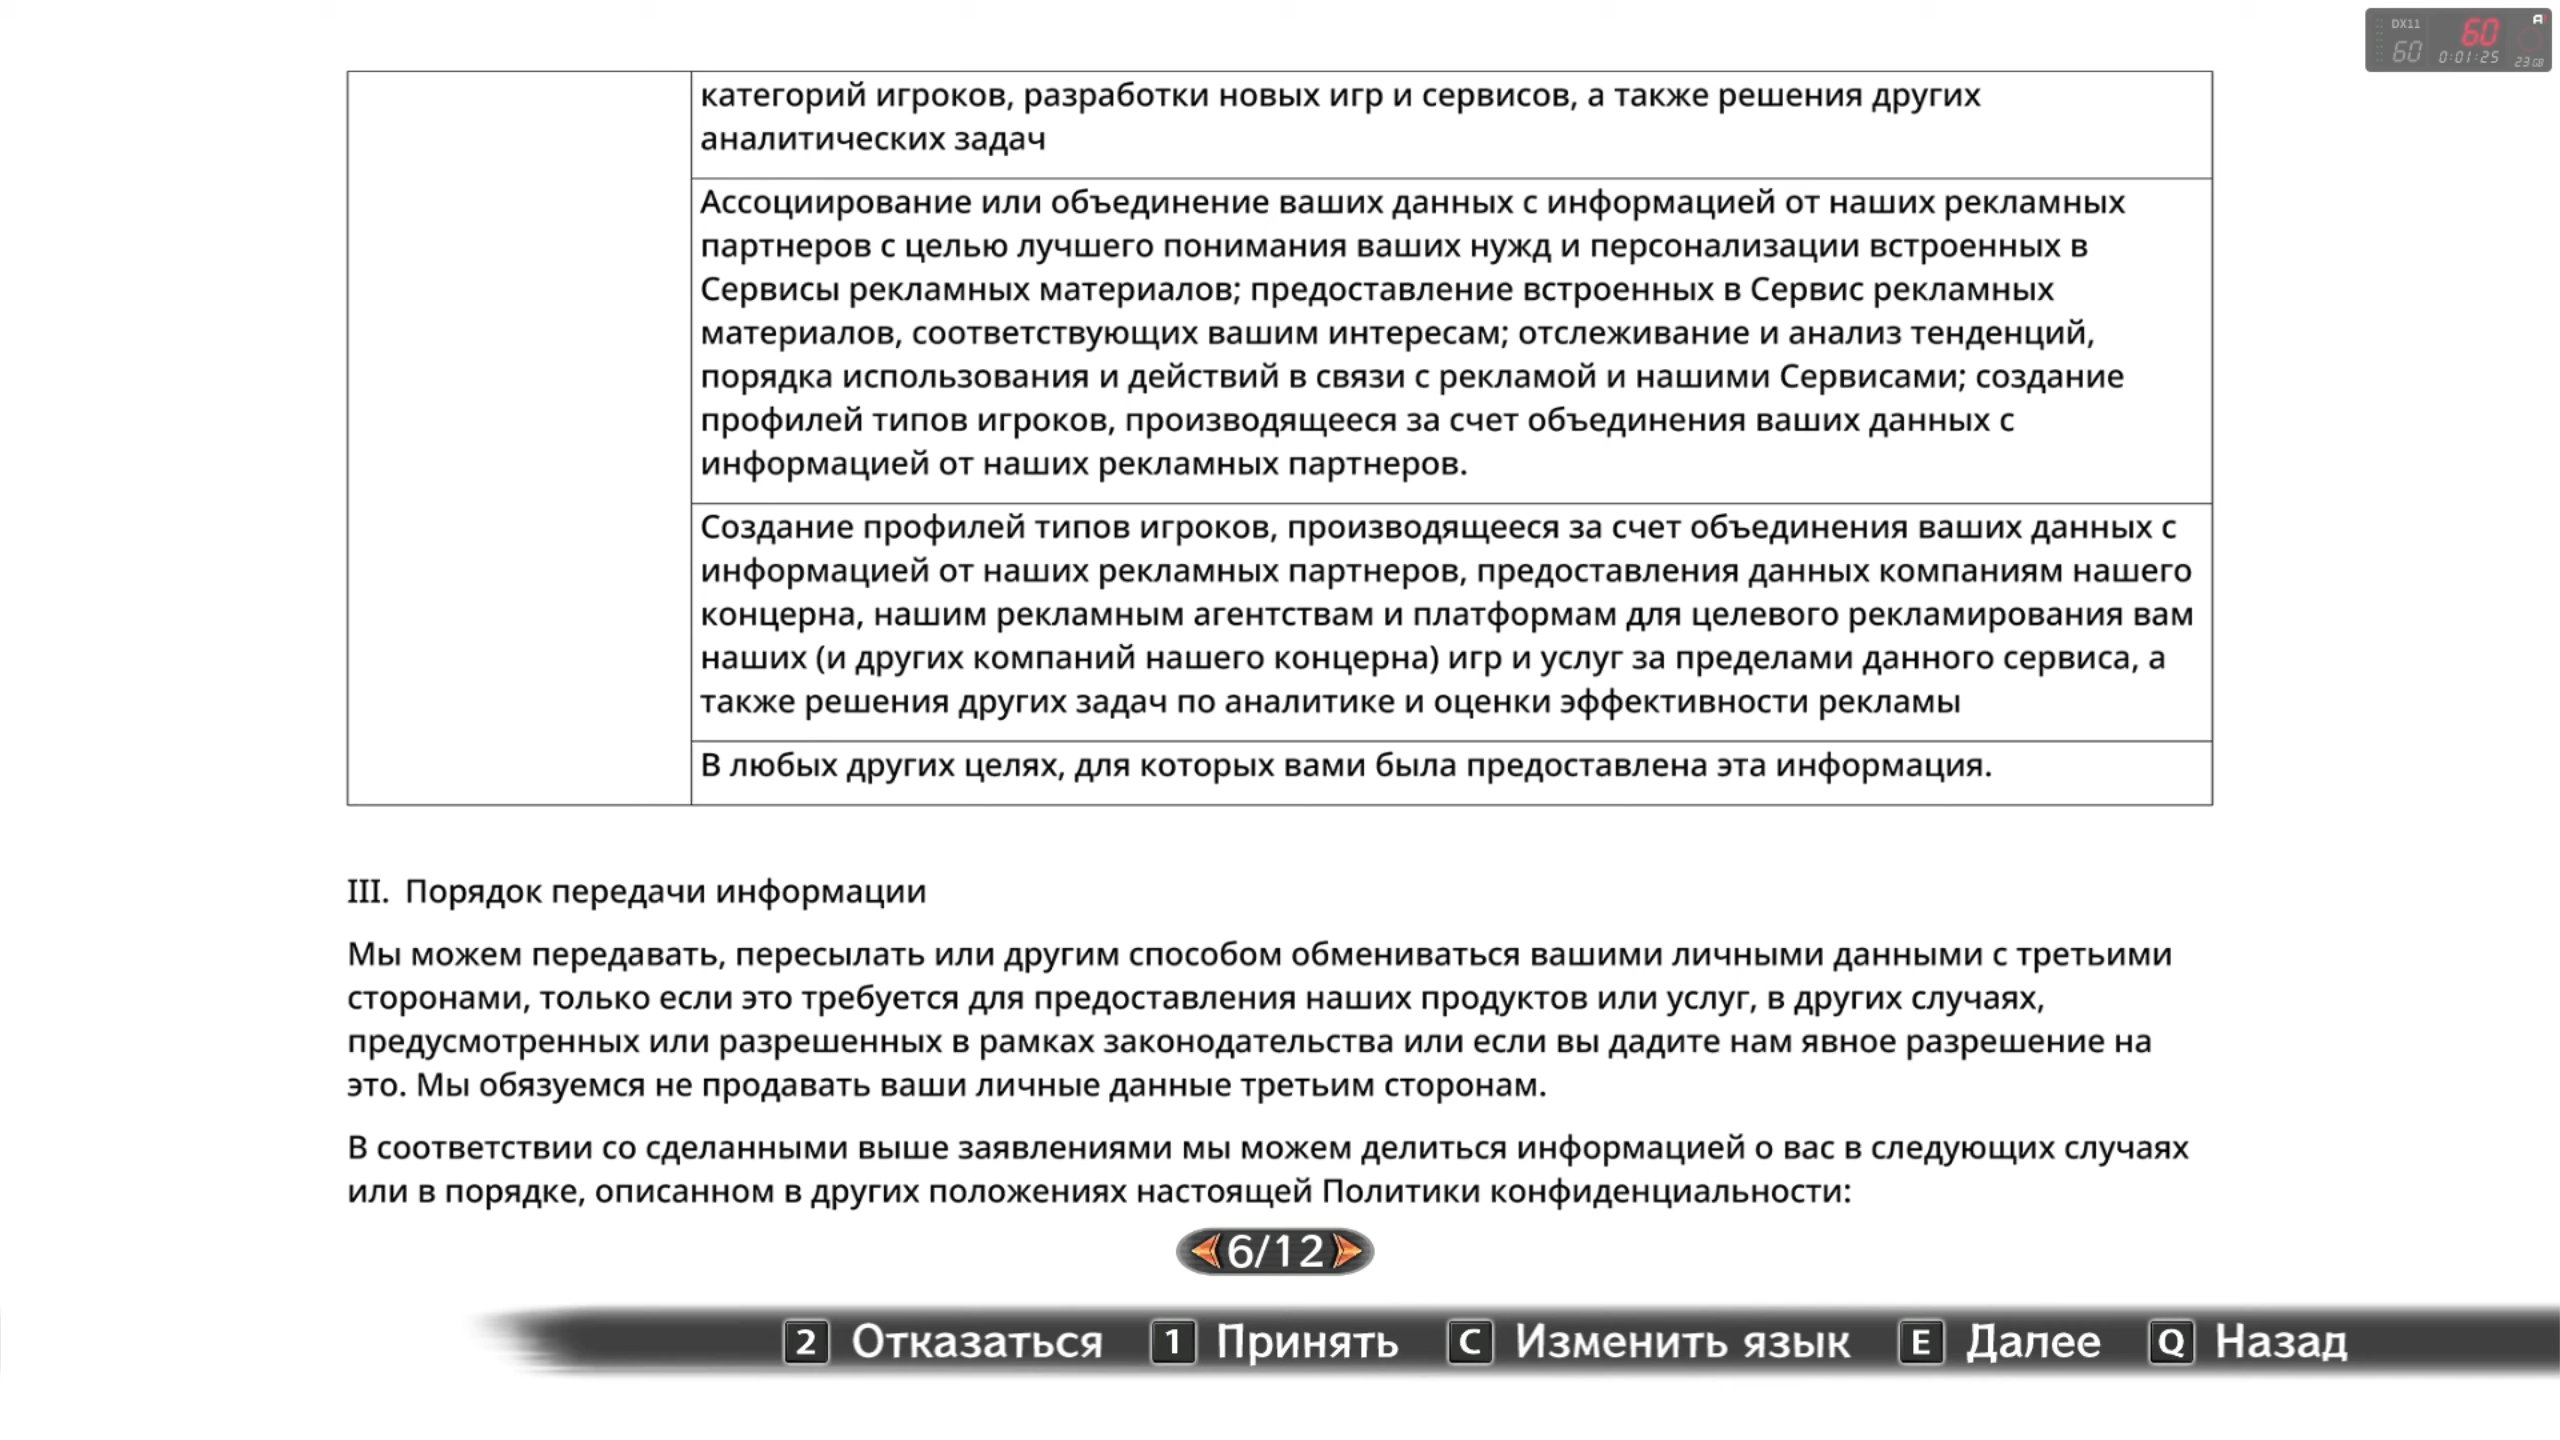 DX11
60
60
0:01:25
23GB
категорий игроков, разработки новых игр и сервисов, а также решения других
аналитических задач
Ассоциирование или объединение ваших данных с информацией от наших рекламных
партнеров с целью лучшего понимания ваших нужд и персонализации встроенных в
Сервисы рекламных материалов; предоставление встроенных в Сервис рекламных
материалов, соответствующих вашим интересам; отслеживание и анализ тенденций,
порядка использования и действий в связи с рекламой и нашими Сервисами; создание
профилей типов игроков, производящееся за счет объединения ваших данных с
информацией от наших рекламных партнеров.
Создание профилей типов игроков, производящееся за счет объединения ваших данных с
информацией от наших рекламных партнеров, предоставления данных компаниям нашего
концерна, нашим рекламным агентствам и платформам для целевого рекламирования вам
наших (и других компаний нашего концерна) игр и услуг за пределами данного сервиса, а
также решения других задач по аналитике и оценки эффективности рекламы
В любых других целях, для которых вами была предоставлена эта информация.
III. Порядок передачи информации
Мы можем передавать, пересылать или другим способом обмениваться вашими личными данными с третьими
сторонами, только если это требуется для предоставления наших продуктов или услуг, в других случаях,
предусмотренных или разрешенных в рамках законодательства или если вы дадите нам явное разрешение на
это. Мы обязуемся не продавать ваши личные данные третьим сторонам.
В соответствии со сделанными выше заявлениями мы можем делиться информацией о вас в следующих случаях
или в порядке, описанном в других положениях настоящей Политики конфиденциальности:
6/12
2 Отказаться 1 Принять C Изменить язык E Далее Q Назад